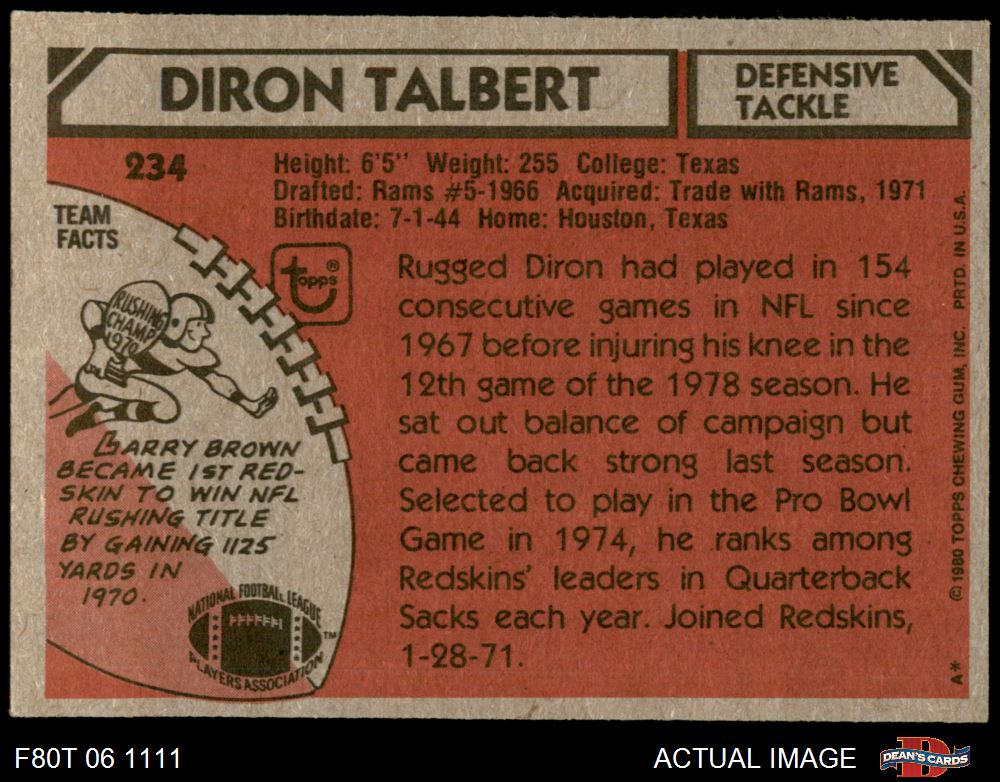 DIRON TALBERT
DEFENSIVE
TACKLE
234
Height: 6'5" Weight: 255 College: Texas
Drafted: Rams #5-1966 Acquired: Trade with Rams, 1971
Birthdate: 7-1-44 Home: Houston, Texas
TEAM
FACTS
RUSHING
CHAMP
1970
BARRY BROWN
BECAME 1ST RED-
SKIN TO WIN NFL
RUSHING TITLE
BY GAINING 1125
YARDS IN
1970.
NATIONAL FOOTBALL LEAGUE
PLAYERS ASSOCIATION
TM
topps®
Rugged Diron had played in 154
consecutive games in NFL since
1967 before injuring his knee in the
12th game of the 1978 season. He
sat out balance of campaign but
came back strong last season.
Selected to play in the Pro Bowl
Game in 1974, he ranks among
Redskins' leaders in Quarterback
Sacks each year. Joined Redskins,
1-28-71.
A* © 1980 TOPPS CHEWING GUM, INC. PRTD. IN U.S.A.
F80T 06 1111
ACTUAL IMAGE
DEAN'S CARDS